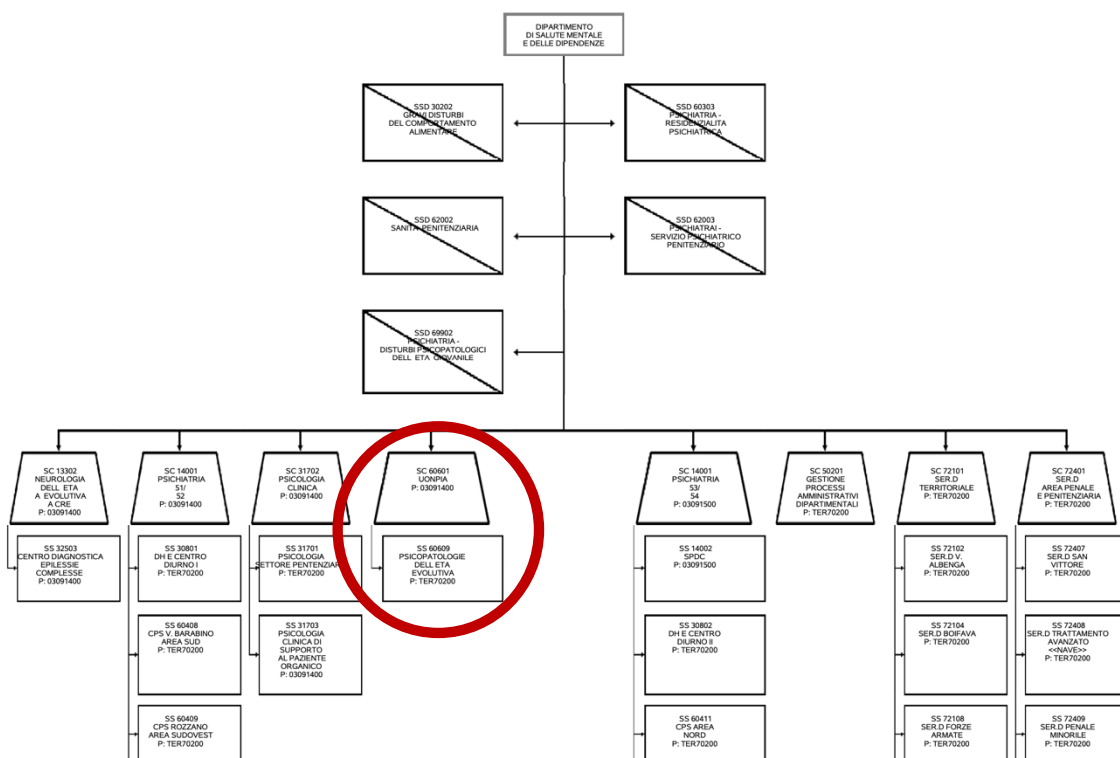 DIPARTIMENTO
DI SALUTE MENTALE
E DELLE DIPENDENZE
SSD 30202
GRAVI DISTURBI
DEL COMPORTAMENTO
ALIMENTARE
SSD 60303
PSICHIATRIA -
RESIDENZIALITA
PSICHIATRICA
SSD 62002
SANITA PENITENZIARIA
SSD 62003
PSICHIATRAI -
SERVIZIO PSICHIATRICO
PENITENZIARIO
SSD 69902
PSICHIATRIA -
DISTURBI PSICOPATOLOGICI
DELL ETA GIOVANILE
SC 13302
NEUROLOGIA
DELL ETA
A EVOLUTIVA
A CRE
P: 03091400
SS 32503
CENTRO DIAGNOSTICA
EPILESSIE
COMPLESSE
P: 03091400
SC 14001
PSICHIATRIA
51/
52
P: 03091400
SS 30801
DH E CENTRO
DIURNO I
P: TER70200
SS 60408
CPS V. BARABINO
AREA SUD
P: TER70200
SS 60409
CPS ROZZANO
AREA SUDOVEST
P: TER70200
SC 31702
PSICOLOGIA
CLINICA
P: 03091400
SS 31701
PSICOLOGIA
SETTORE PENTENZIAR
P: TER70200
SS 31703
PSICOLOGIA
CLINICA DI
SUPPORTO
AL PAZIENTE
ORGANICO
P: 03091400
SC 60601
UONPIA
P: 03091400
SS 60609
PSICOPATOLOGIE
DELL ETA
EVOLUTIVA
P: TER70200
SC 14001
PSICHIATRIA
53/
54
P: 03091500
SS 14002
SPDC
P: 03091500
SS 30802
DH E CENTRO
DIURNO II
P: TER70200
SS 60411
CPS AREA
NORD
P: TER70200
SC 50201
GESTIONE
PROCESSI
AMMINISTRATIVI
DIPARTIMENTALI
P: TER70200
SC 72101
SER.D
TERRITORIALE
P: TER70200
SS 72102
SER.D V.
ALBENGA
P: TER70200
SS 72104
SER.D BOIFAVA
P: TER70200
SS 72108
SER.D FORZE
ARMATE
P: TER70200
SC 72401
SER.D
AREA PENALE
E PENITENZIARIA
P: TER70200
SS 72407
SER.D SAN
VITTORE
P: TER70200
SS 72408
SER.D TRATTAMENTO
AVANZATO
<<NAVE>>
P: TER70200
SS 72409
SER.D PENALE
MINORILE
P: TER70200